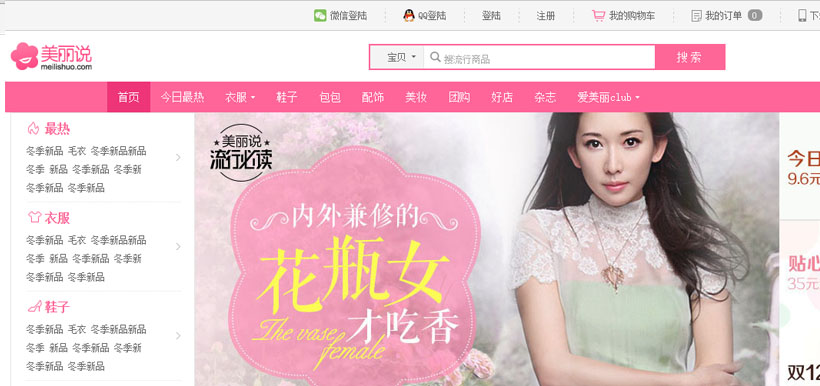 微信登陆 QQ登陆 登陆 注册 我的购物车 我的订单 0
美丽说
meilishuo.com
宝贝 搜流行商品 搜 索
首页 今日最热 衣服 鞋子 包包 配饰 美妆 团购 好店 杂志 爱美丽club
最热
冬季新品 毛衣 冬季新品新品
冬季 新品 冬季新品 冬季新
冬季新品 冬季新品
衣服
冬季新品 毛衣 冬季新品新品
冬季 新品 冬季新品 冬季新
冬季新品 冬季新品
鞋子
冬季新品 毛衣 冬季新品新品
冬季 新品 冬季新品 冬季新
冬季新品 冬季新品
美丽说
流行必读
内外兼修的
花瓶女
The vase
female
才吃香
今日
9.6元
贴心
35元
双12